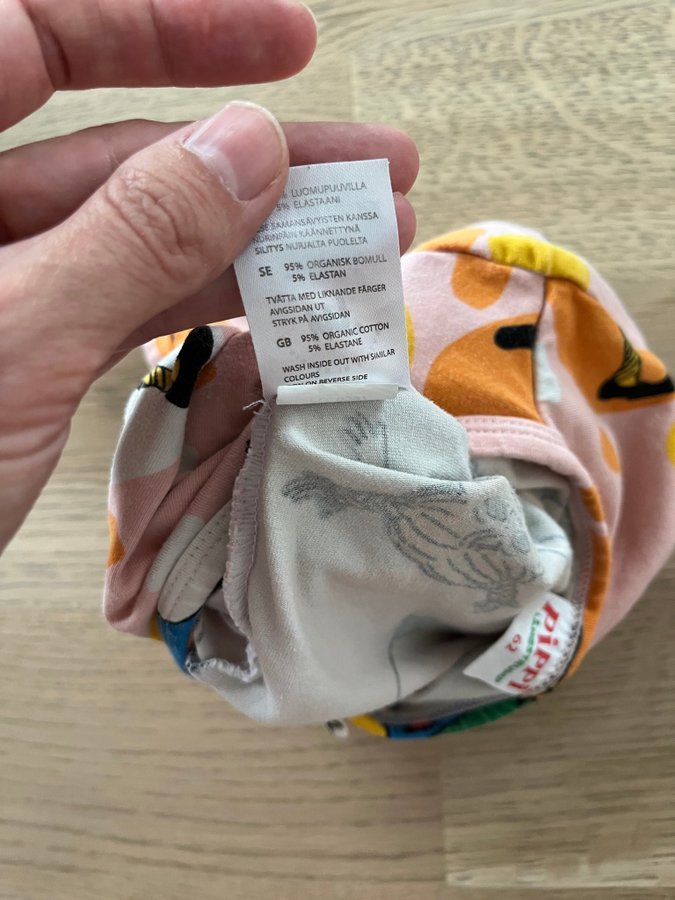 LUOMUPUUVILLA
5% ELASTAANI
SAMANSÄVYISTEN KANSSA
NURINPÄIN KÄÄNNETTYNÄ
SILITYS NURJALTA PUOLELTA
SE 95% ORGANISK BOMULL
5% ELASTAN
TVÄTTA MED LIKNANDE FÄRGER
AVIGSIDAN UT
STRYK PÅ AVIGSIDAN
GB 95% ORGANIC COTTON
5% ELASTANE
WASH INSIDE OUT WITH SIMILAR
COLOURS
ON REVERSE SIDE
pippi
62